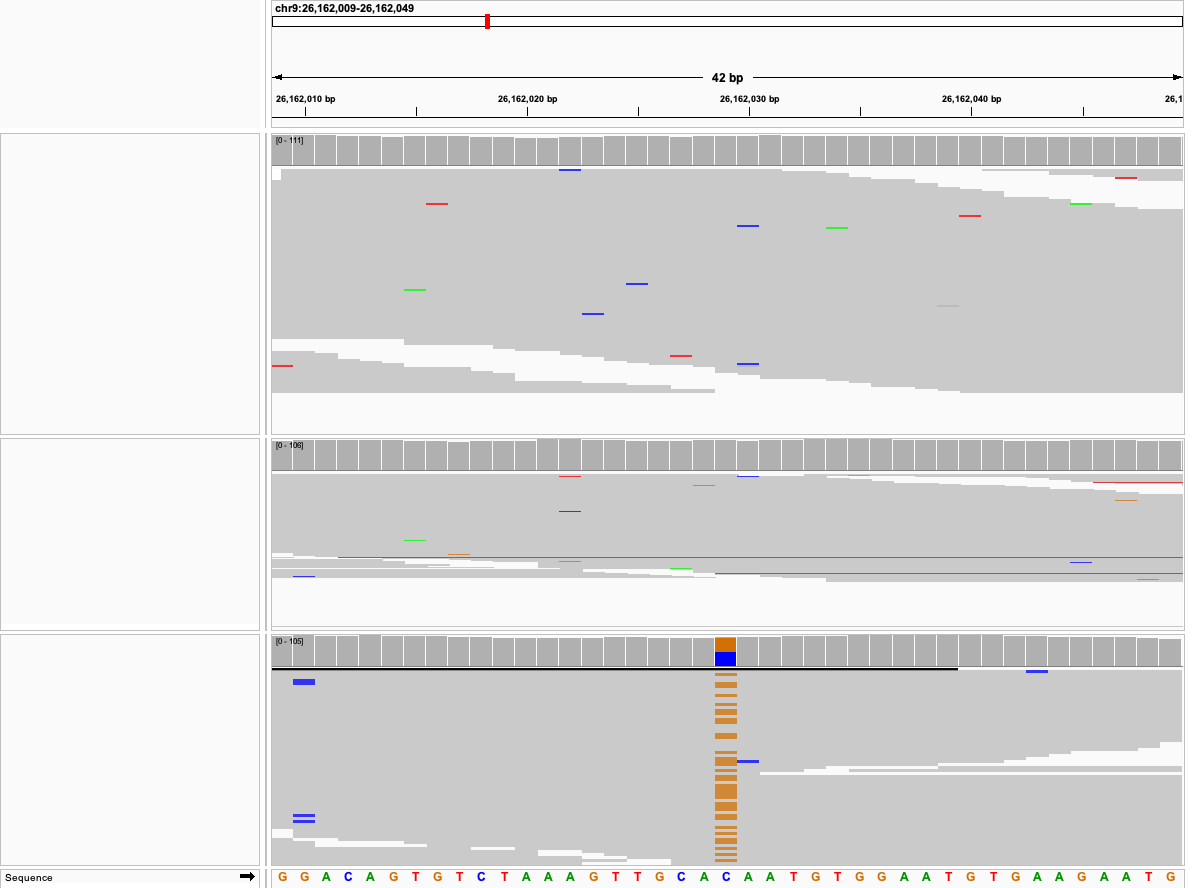 chr9:26,162,009-26,162,049
42 bp
26,162,010 bp 26,162,020 bp 26,162,030 bp 26,162,040 bp 26,1
[0 - 111]
[0 - 106]
[0 - 105]
Sequence G G A C A G T G T C T A A A G T T G C A C A A T G T G G A A T G T G A A G A A T G